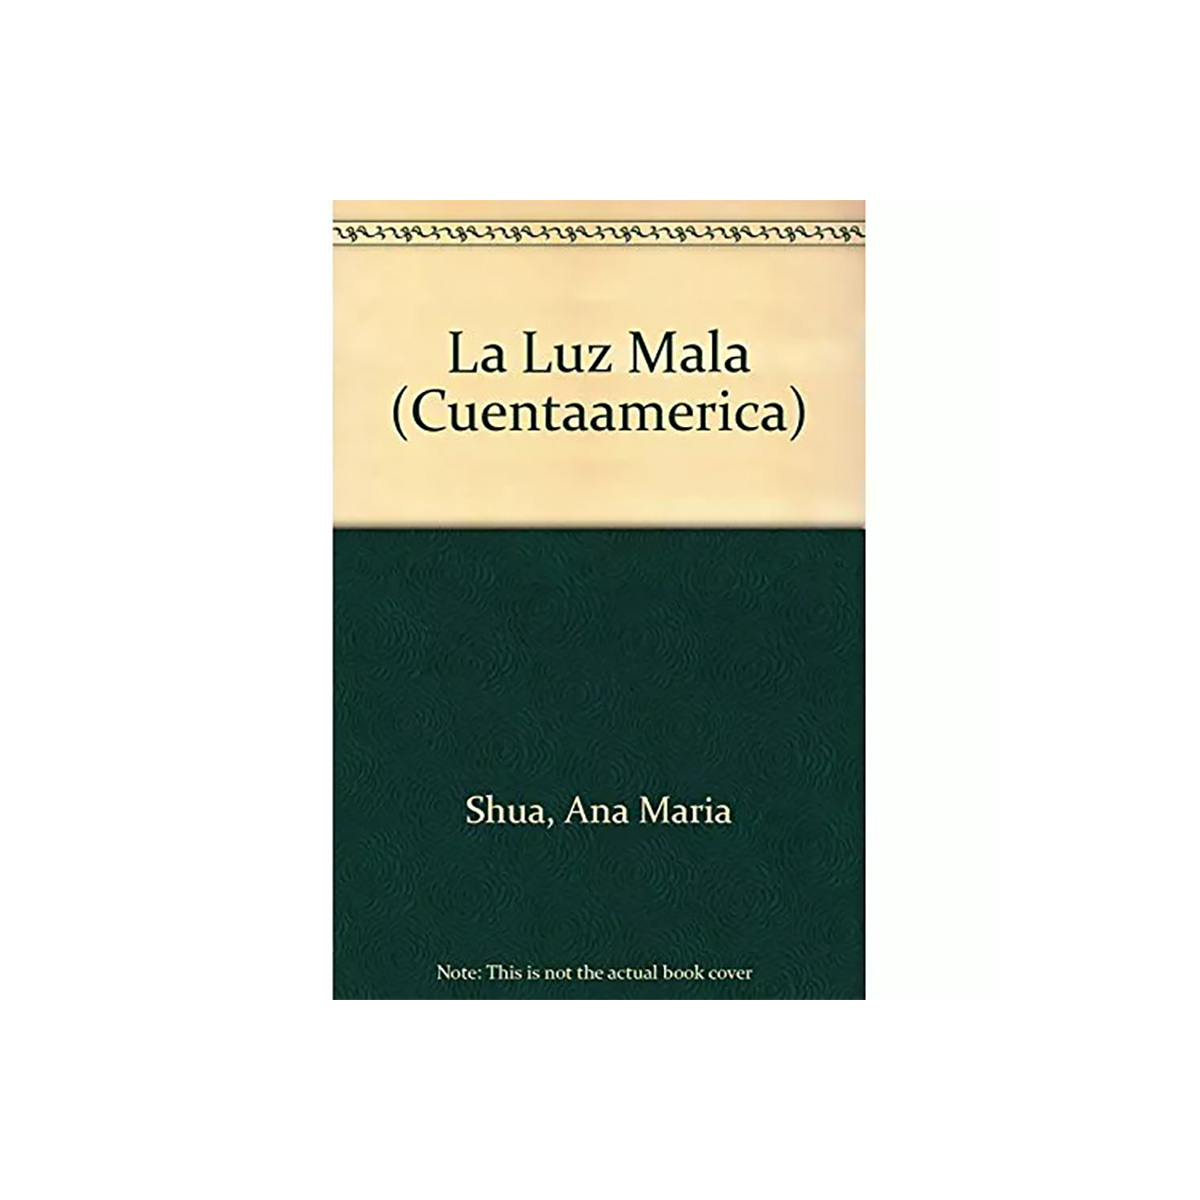 La Luz Mala
(Cuentaamerica)
Shua, Ana Maria
Note: This is not the actual book cover